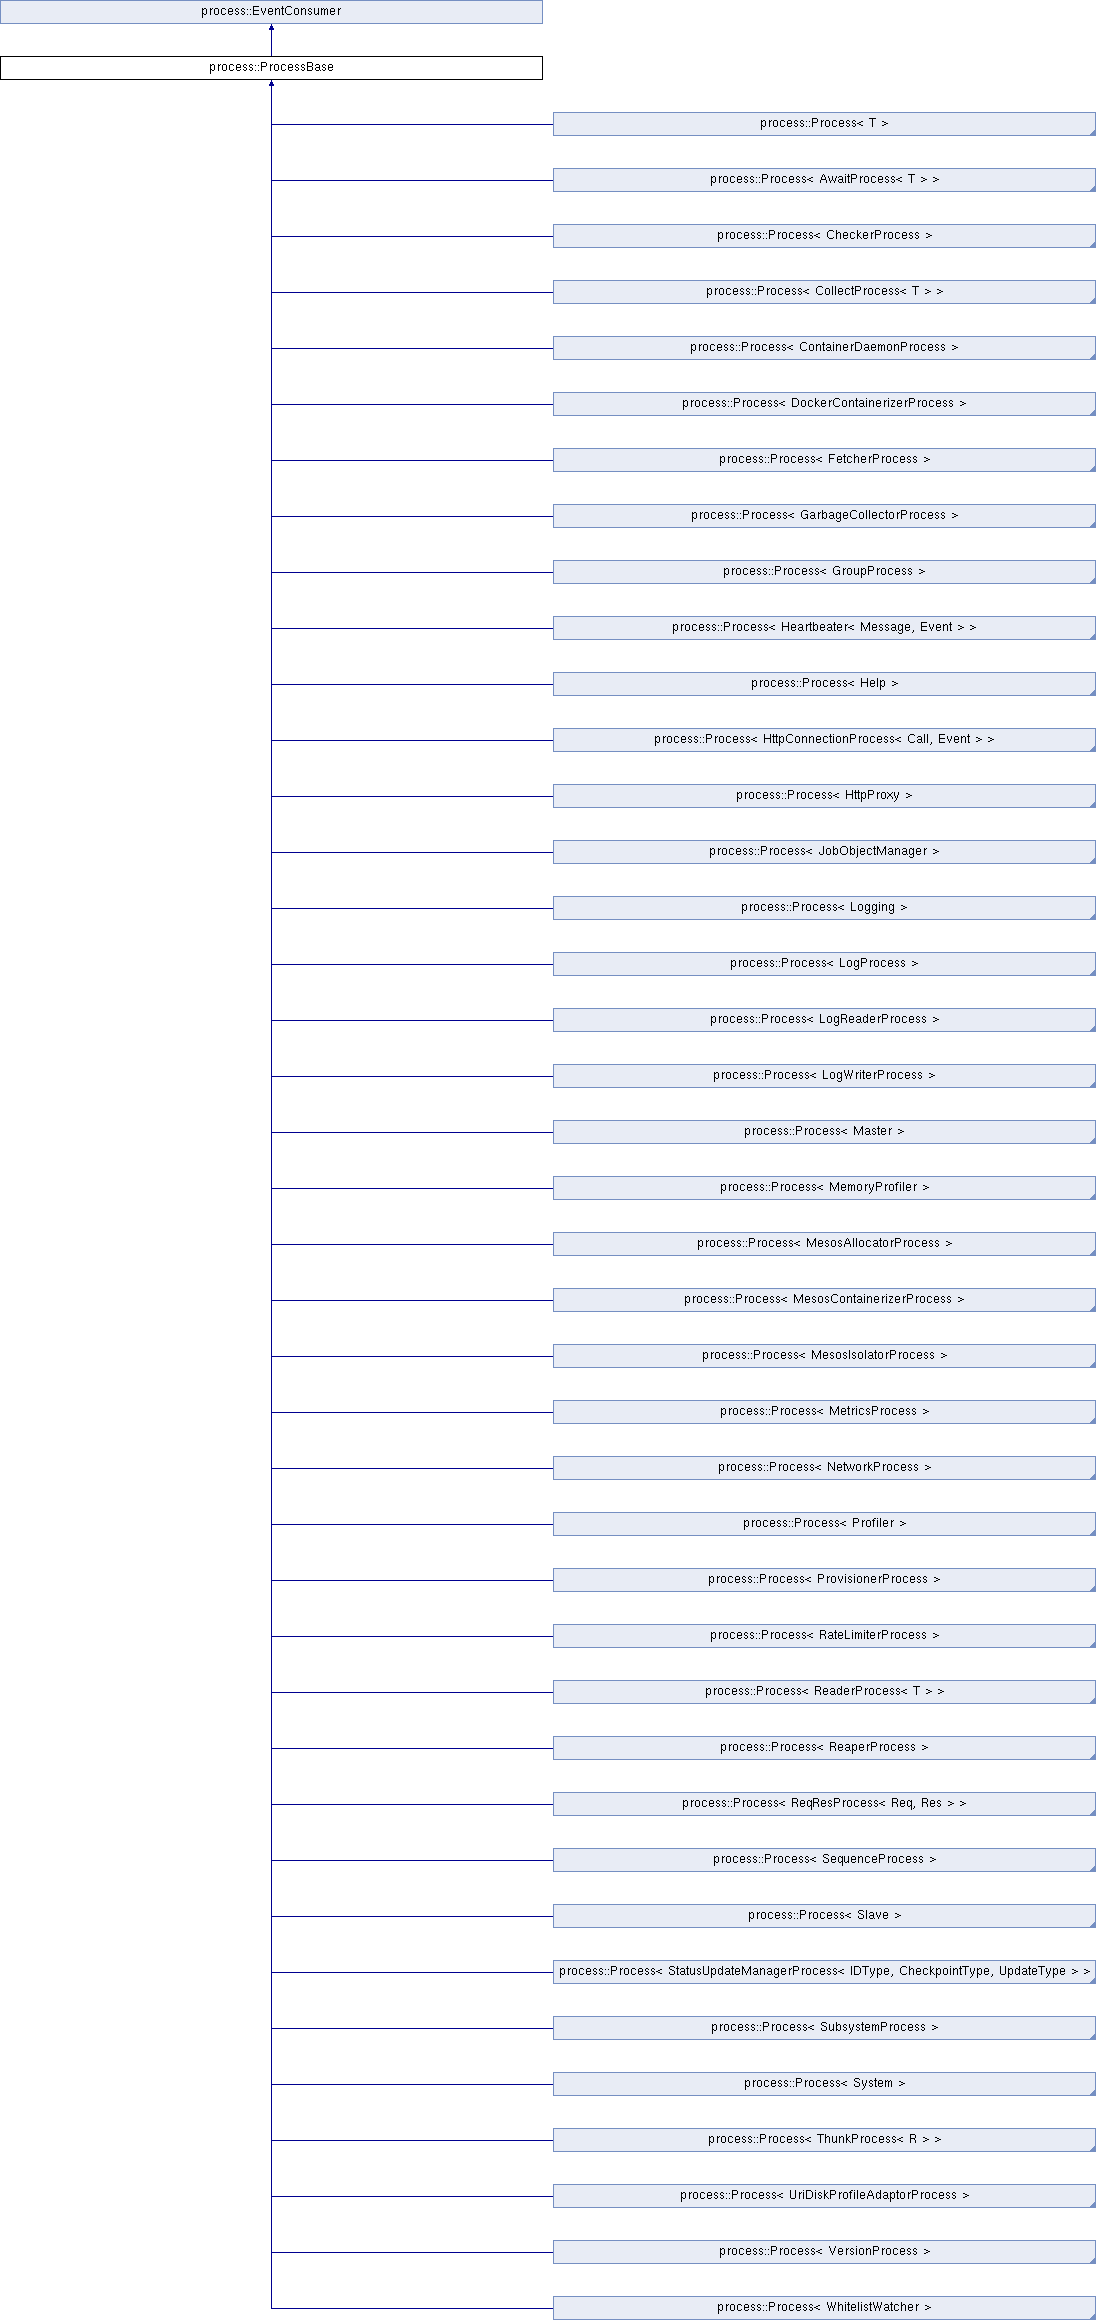 process::EventConsumer
process::ProcessBase
process::Process< T >
process::Process< AwaitProcess< T > >
process::Process< CheckerProcess >
process::Process< CollectProcess< T > >
process::Process< ContainerDaemonProcess >
process::Process< DockerContainerizerProcess >
process::Process< FetcherProcess >
process::Process< GarbageCollectorProcess >
process::Process< GroupProcess >
process::Process< Heartbeater< Message, Event > >
process::Process< Help >
process::Process< HttpConnectionProcess< Call, Event > >
process::Process< HttpProxy >
process::Process< JobObjectManager >
process::Process< Logging >
process::Process< LogProcess >
process::Process< LogReaderProcess >
process::Process< LogWriterProcess >
process::Process< Master >
process::Process< MemoryProfiler >
process::Process< MesosAllocatorProcess >
process::Process< MesosContainerizerProcess >
process::Process< MesosIsolatorProcess >
process::Process< MetricsProcess >
process::Process< NetworkProcess >
process::Process< Profiler >
process::Process< ProvisionerProcess >
process::Process< RateLimiterProcess >
process::Process< ReaderProcess< T > >
process::Process< ReaperProcess >
process::Process< ReqResProcess< Req, Res > >
process::Process< SequenceProcess >
process::Process< Slave >
process::Process< StatusUpdateManagerProcess< IDType, CheckpointType, UpdateType > >
process::Process< SubsystemProcess >
process::Process< System >
process::Process< ThunkProcess< R > >
process::Process< UriDiskProfileAdaptorProcess >
process::Process< VersionProcess >
process::Process< WhitelistWatcher >